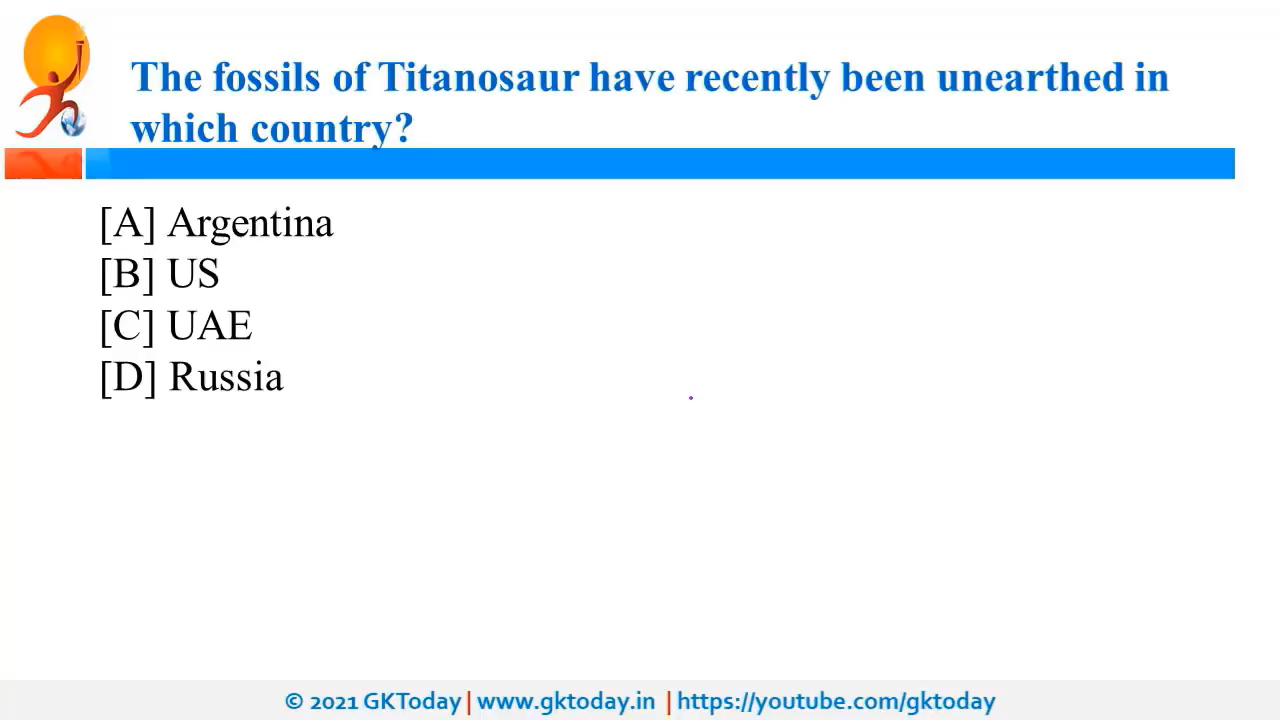 The fossils of Titanosaur have recently been unearthed in
which country?
[A] Argentina
[B] US
[C] UAE
[D] Russia
© 2021 GKToday | www.gktoday.in | https://youtube.com/gktoday